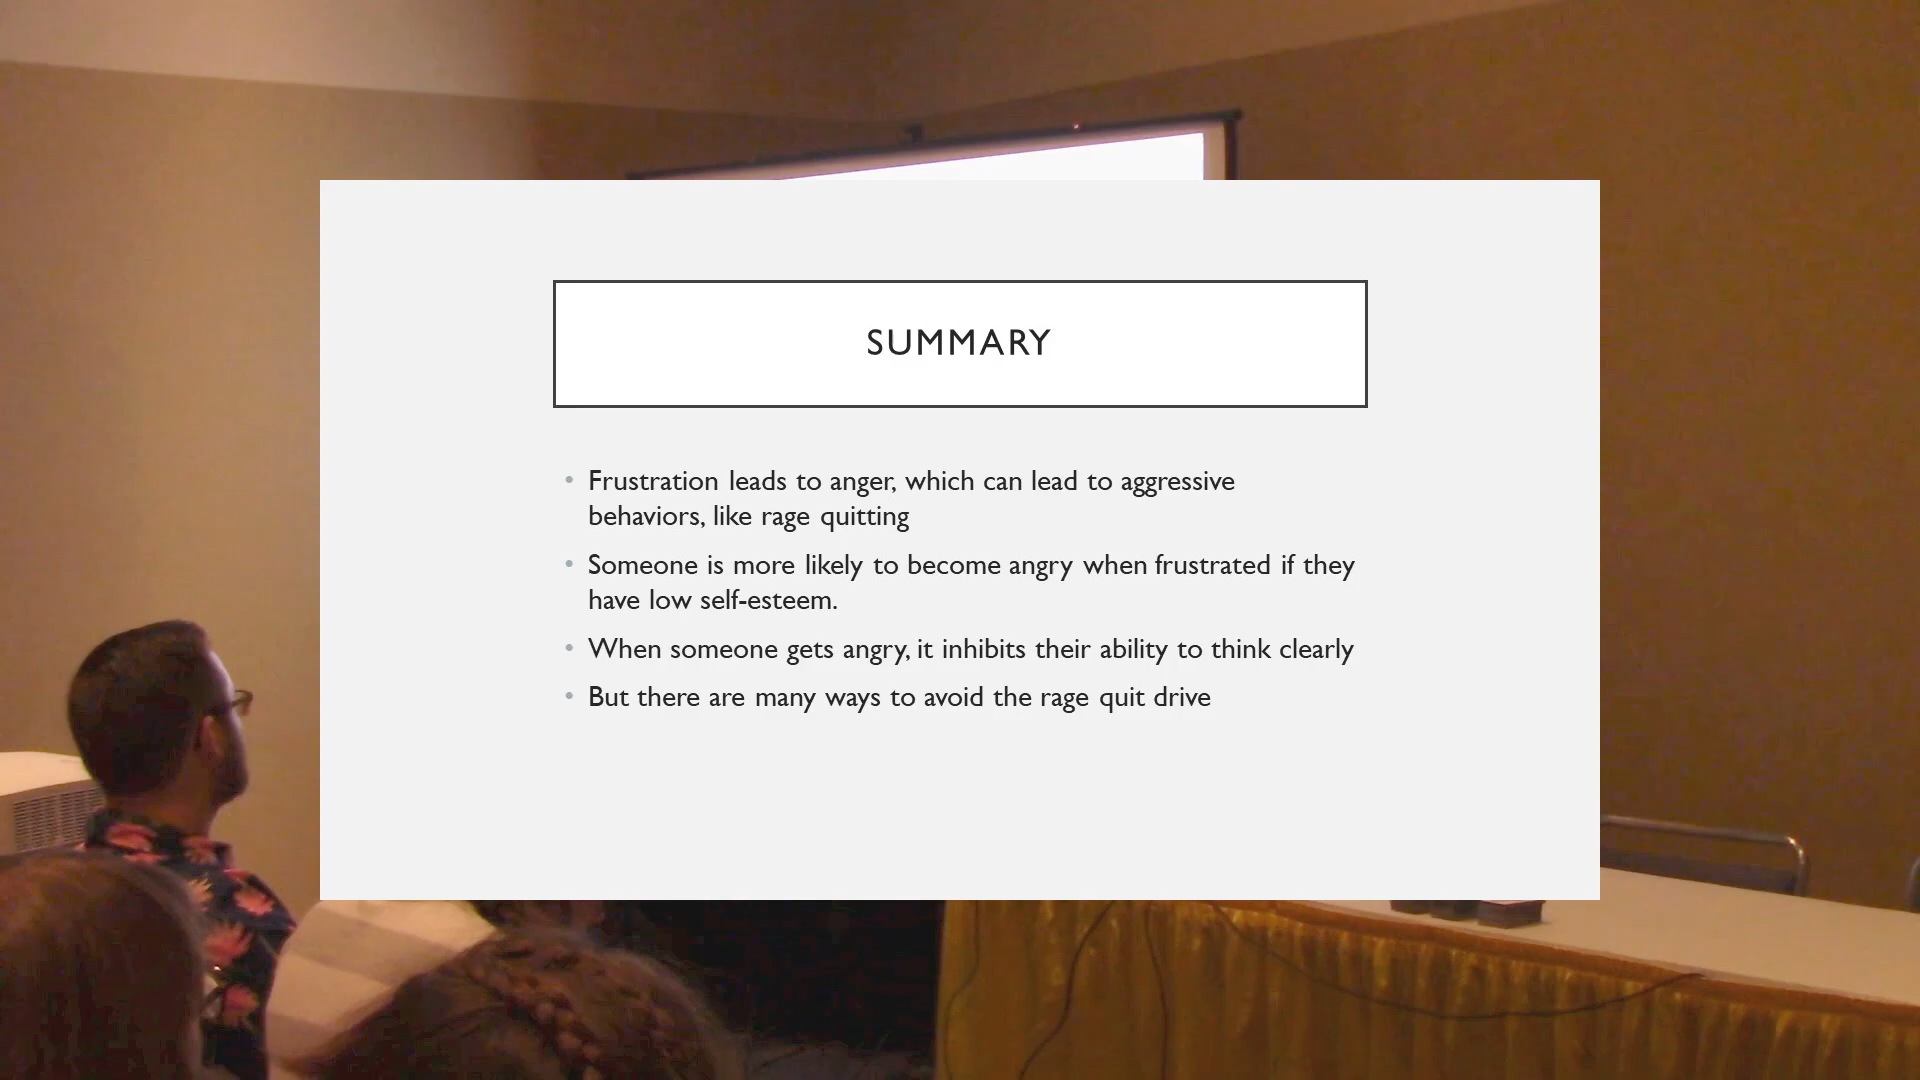 SUMMARY
• Frustration leads to anger, which can lead to aggressive
behaviors, like rage quitting
• Someone is more likely to become angry when frustrated if they
have low self-esteem.
• When someone gets angry, it inhibits their ability to think clearly
• But there are many ways to avoid the rage quit drive